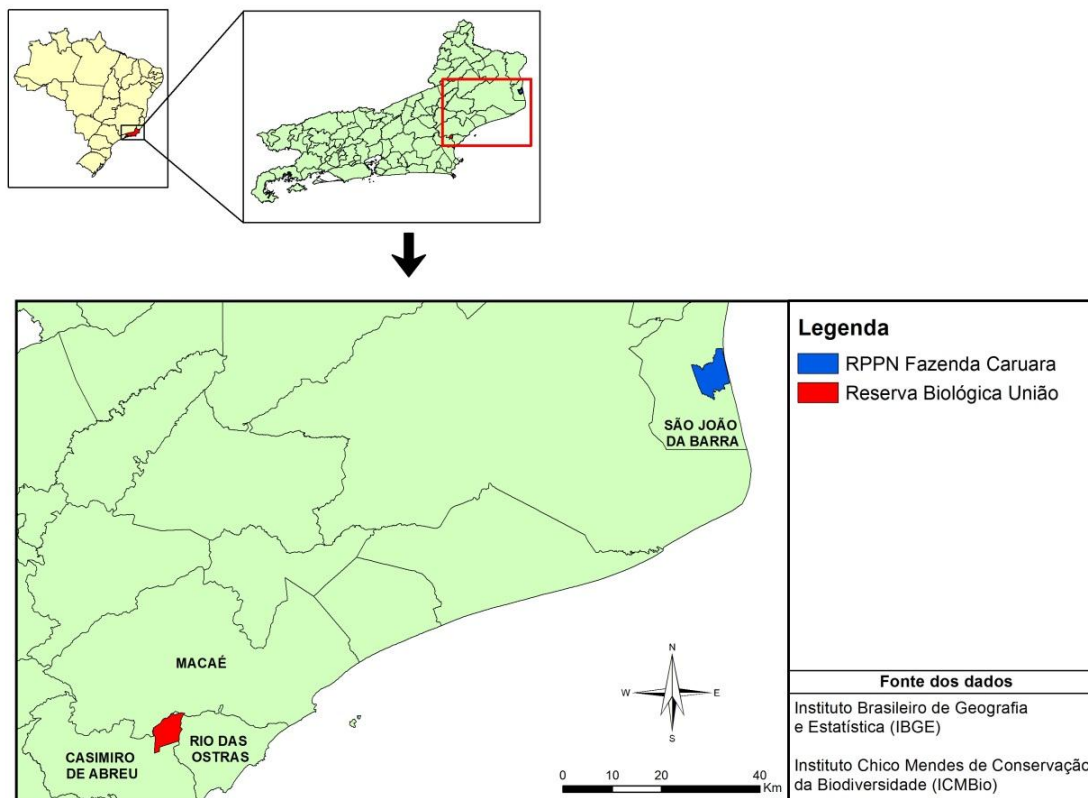 Legenda
RPPN Fazenda Caruara
Reserva Biológica União
SÃO JOÃO
DA BARRA
MACAÉ
CASIMIRO
DE ABREU
RIO DAS
OSTRAS
N
W
E
S
0 10 20 40
Km
Fonte dos dados
Instituto Brasileiro de Geografia
e Estatística (IBGE)
Instituto Chico Mendes de Conservação
da Biodiversidade (ICMBio)